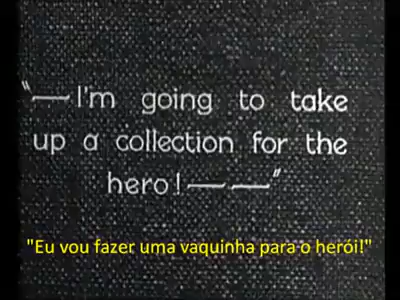 "—I'm going to take
up a collection for the
hero!— —"
"Eu vou fazer uma vaquinha para o herói!"